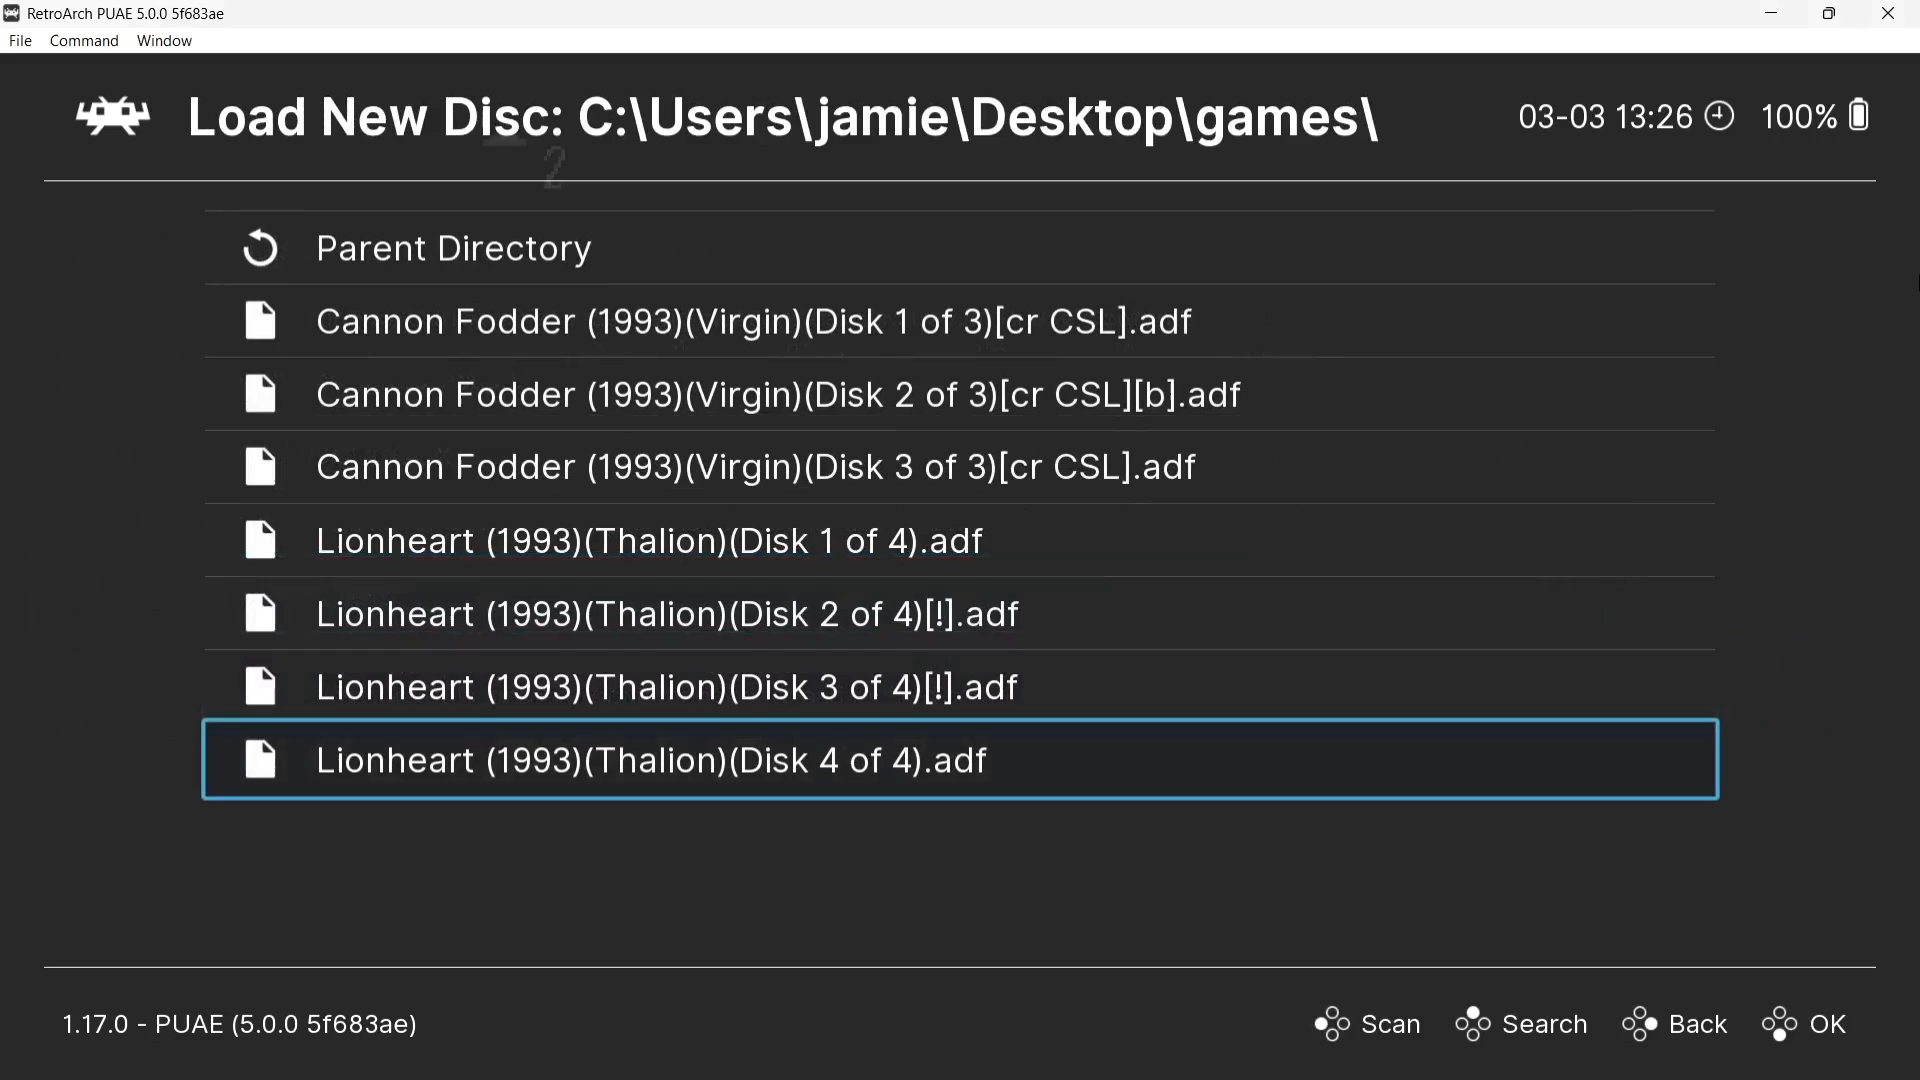 RetroArch PUAE 5.0.0 5f683ae
File Command Window
Load New Disc: C:\Users\jamie\Desktop\games\ 03-03 13:26 100%
2
Parent Directory
Cannon Fodder (1993)(Virgin)(Disk 1 of 3)[cr CSL].adf
Cannon Fodder (1993)(Virgin)(Disk 2 of 3)[cr CSL][b].adf
Cannon Fodder (1993)(Virgin)(Disk 3 of 3)[cr CSL].adf
Lionheart (1993)(Thalion)(Disk 1 of 4).adf
Lionheart (1993)(Thalion)(Disk 2 of 4)[!].adf
Lionheart (1993)(Thalion)(Disk 3 of 4)[!].adf
Lionheart (1993)(Thalion)(Disk 4 of 4).adf
1.17.0 - PUAE (5.0.0 5f683ae) Scan Search Back OK